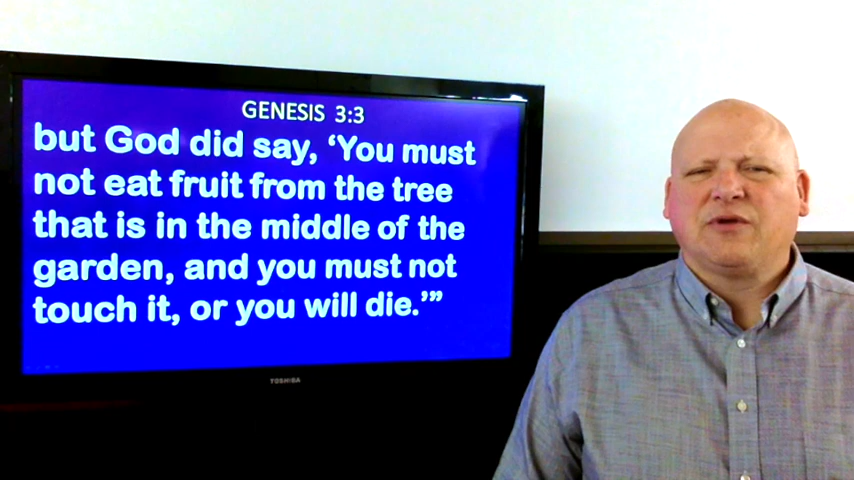 GENESIS 3:3
but God did say, ‘You must
not eat fruit from the tree
that is in the middle of the
garden, and you must not
touch it, or you will die.’”
TOSHIBA